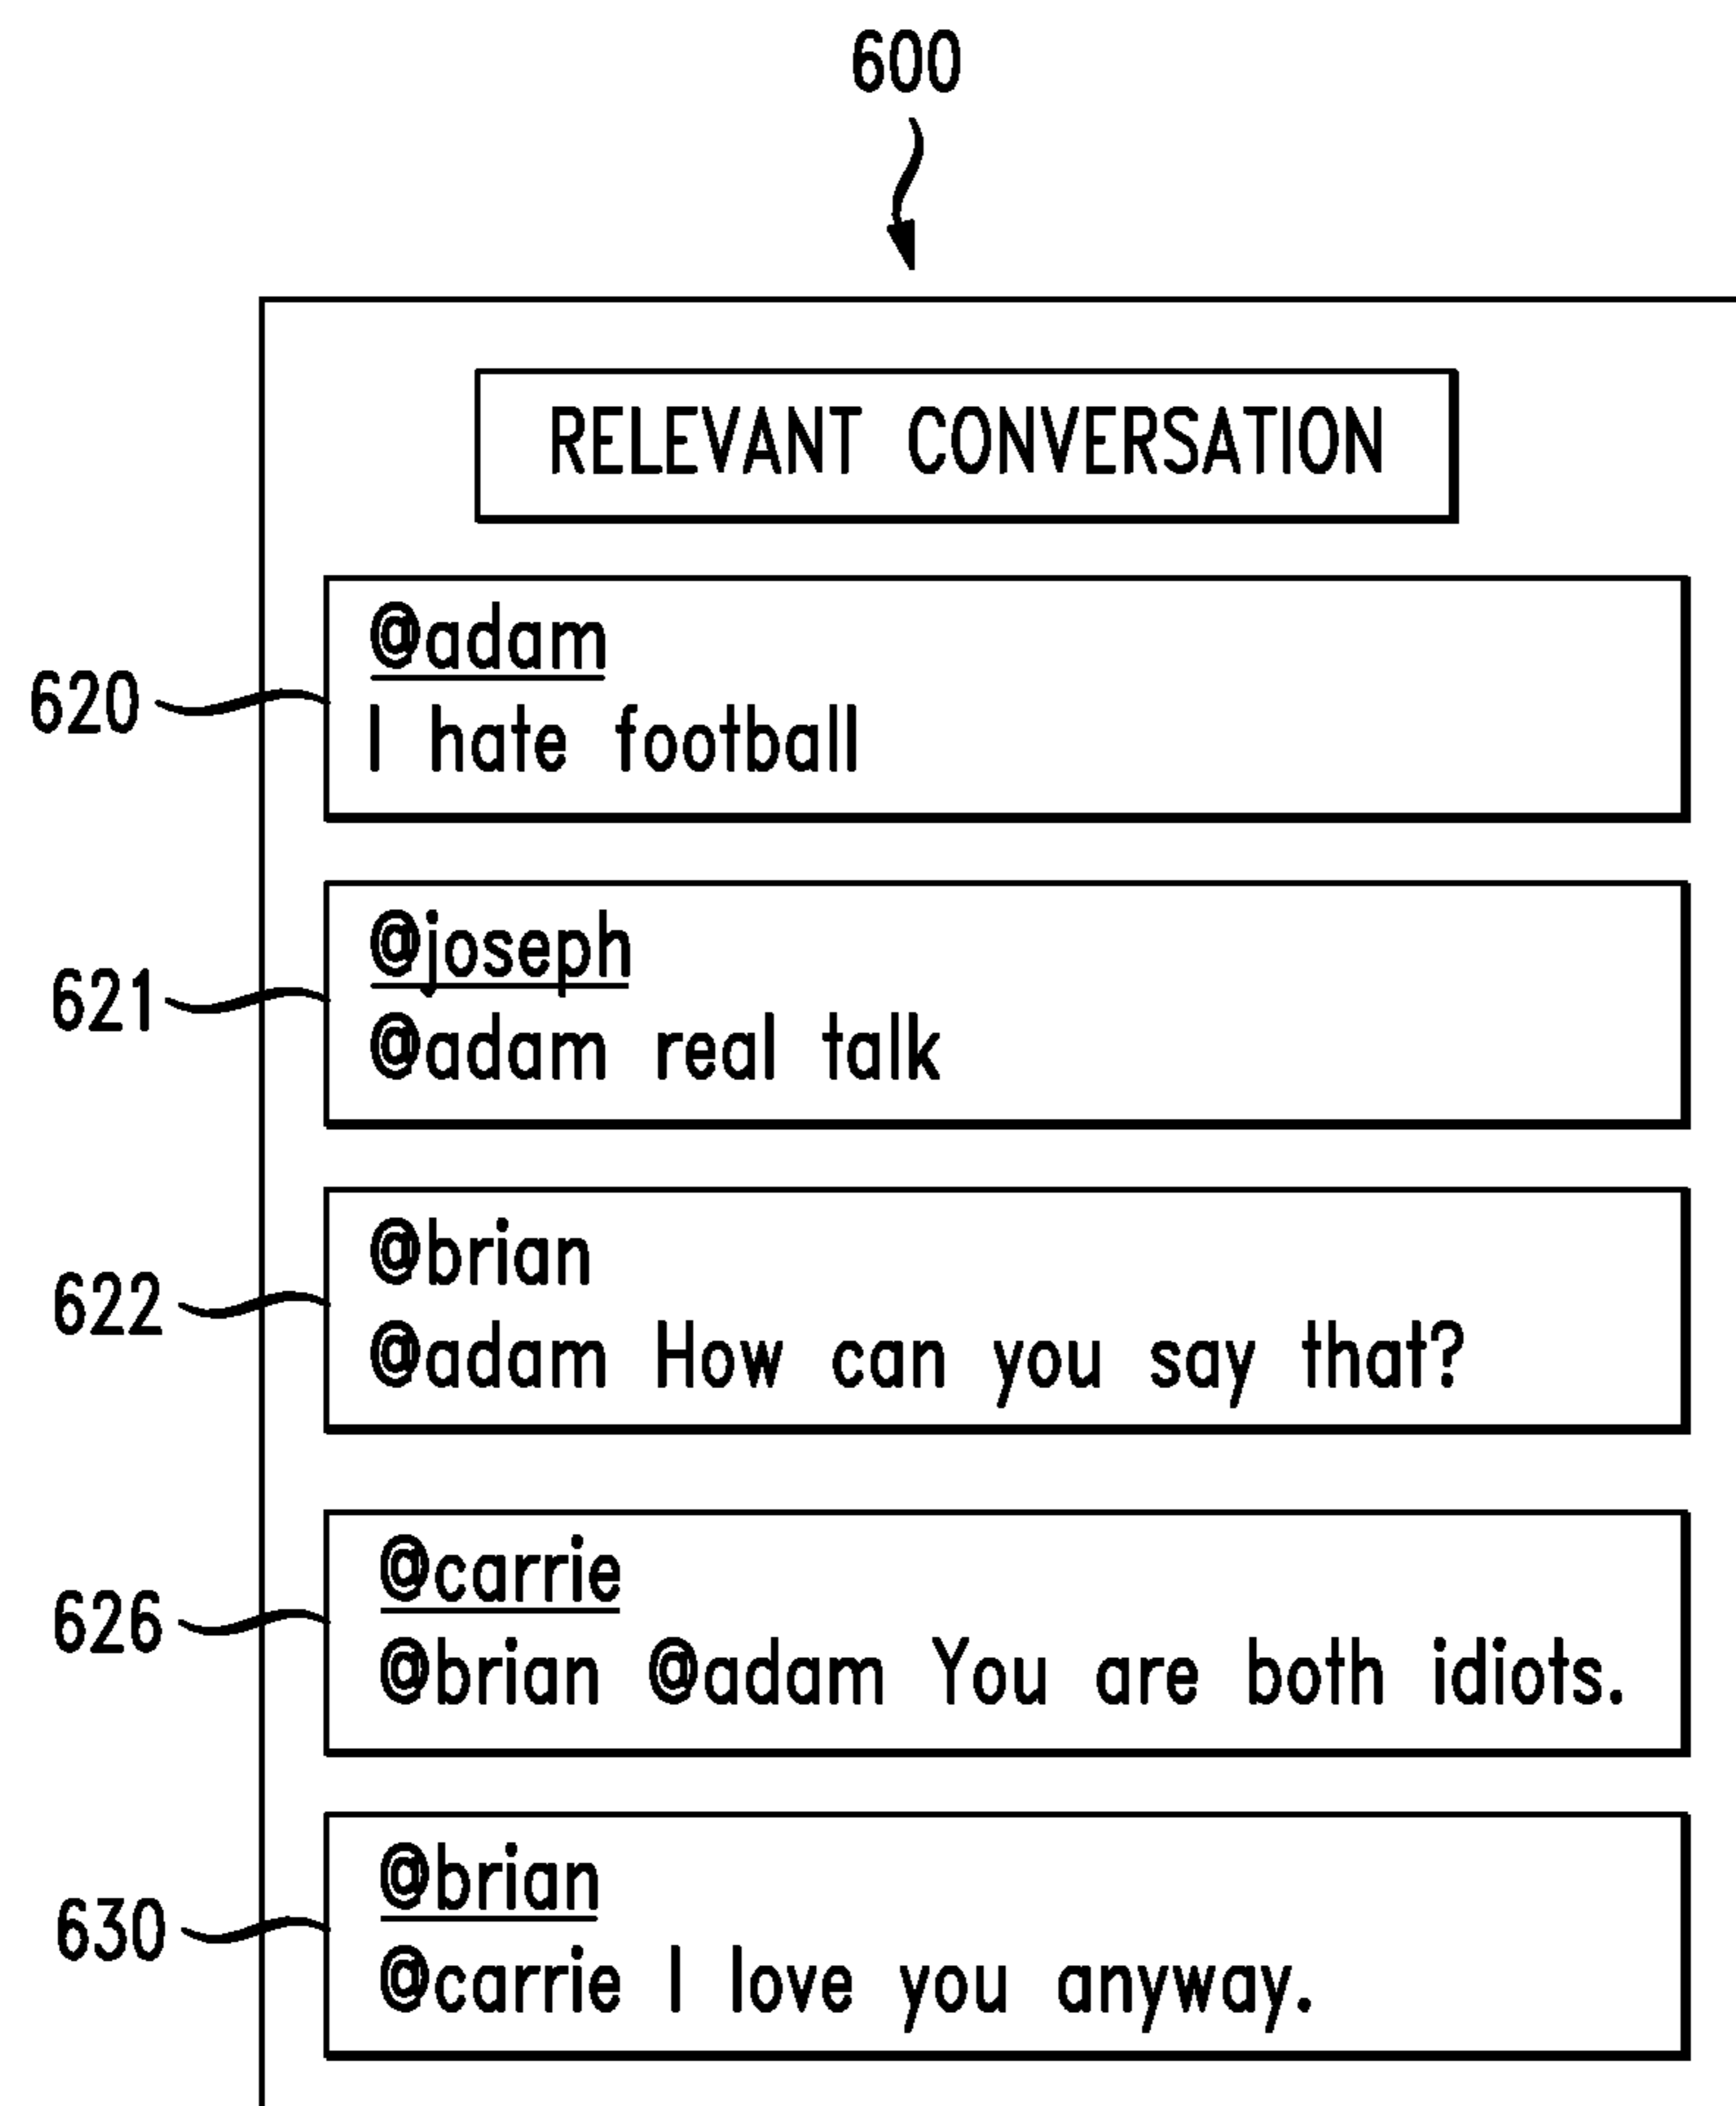 600
RELEVANT CONVERSATION
@adam
620
I hate football
@joseph
621
@adam real talk
@brian
622
@adam How can you say that?
@carrie
626
@brian @adam You are both idiots.
@brian
630
@carrie I love you anyway.